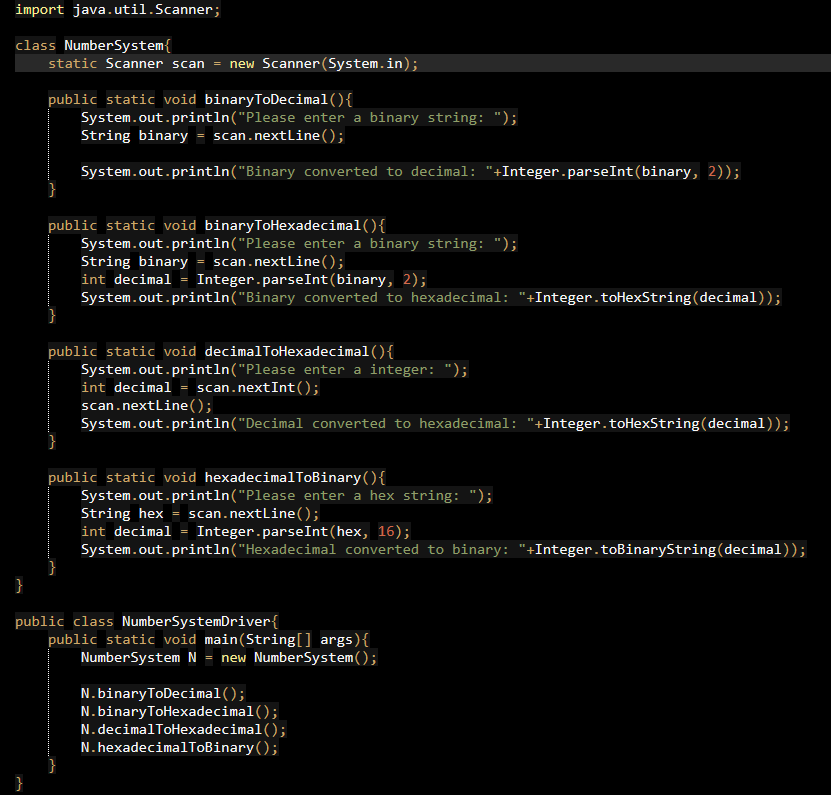 import java.util.Scanner;
class NumberSystem{
    static Scanner scan = new Scanner(System.in);
    public static void binaryToDecimal(){
        System.out.println("Please enter a binary string: ");
        String binary = scan.nextLine();
        System.out.println("Binary converted to decimal: "+Integer.parseInt(binary, 2));
    }
    public static void binaryToHexadecimal(){
        System.out.println("Please enter a binary string: ");
        String binary = scan.nextLine();
        int decimal = Integer.parseInt(binary, 2);
        System.out.println("Binary converted to hexadecimal: "+Integer.toHexString(decimal));
    }
    public static void decimalToHexadecimal(){
        System.out.println("Please enter a integer: ");
        int decimal = scan.nextInt();
        scan.nextLine();
        System.out.println("Decimal converted to hexadecimal: "+Integer.toHexString(decimal));
    }
    public static void hexadecimalToBinary(){
        System.out.println("Please enter a hex string: ");
        String hex = scan.nextLine();
        int decimal = Integer.parseInt(hex, 16);
        System.out.println("Hexadecimal converted to binary: "+Integer.toBinaryString(decimal));
    }
}
public class NumberSystemDriver{
    public static void main(String[] args){
        NumberSystem N = new NumberSystem();
        N.binaryToDecimal();
        N.binaryToHexadecimal();
        N.decimalToHexadecimal();
        N.hexadecimalToBinary();
    }
}